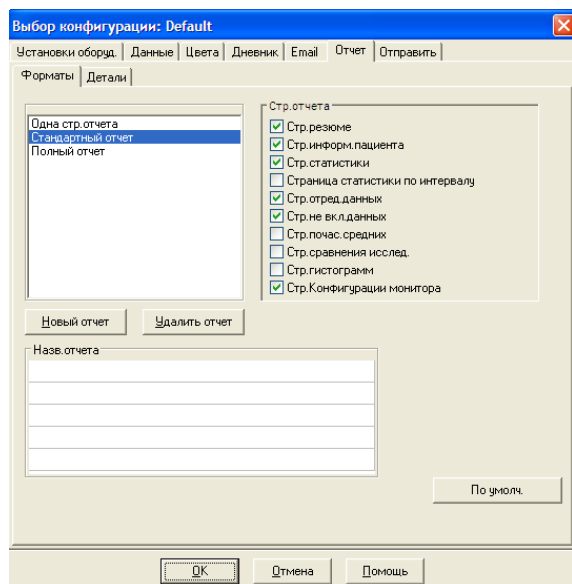 Выбор конфигурации: Default
Установки оборуд. Данные Цвета Дневник Email Отчет Отправить
Форматы Детали
Одна стр.отчета
Стандартный отчет
Полный отчет
Стр.отчета
Стр.резюме
Стр.информ.пациента
Стр.статистики
Страница статистики по интервалу
Стр.отред.данных
Стр.не вкл.данных
Стр.почас.средних
Стр.сравнения исслед.
Стр.гистограмм
Стр.Конфигурации монитора
Новый отчет Удалить отчет
Назв.отчета
По умолч.
OK Отмена Помощь